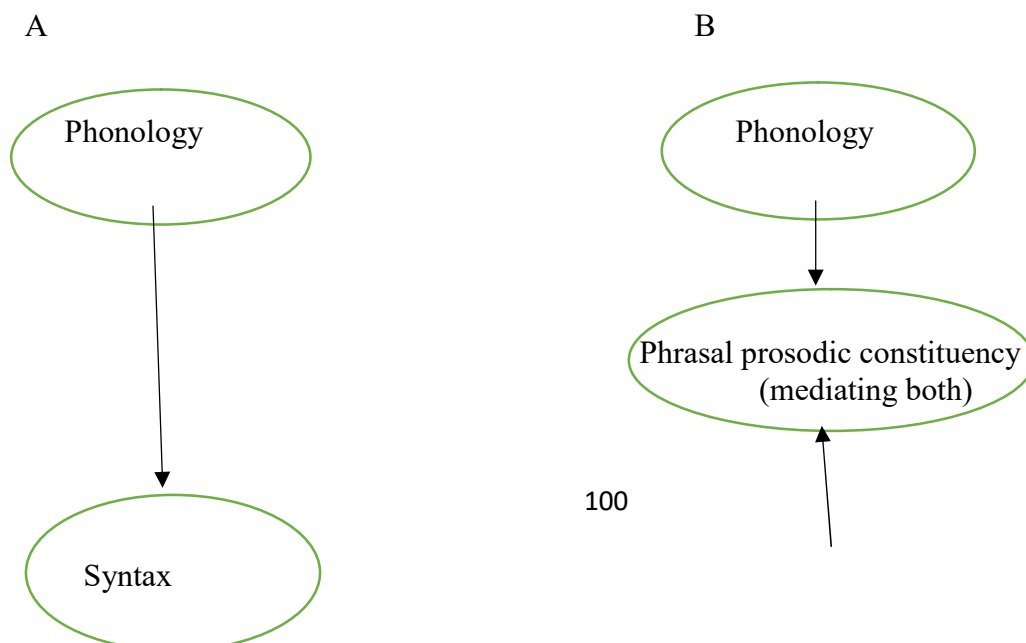 A
B
Phonology
Phonology
Phrasal prosodic constituency
(mediating both)
100
Syntax